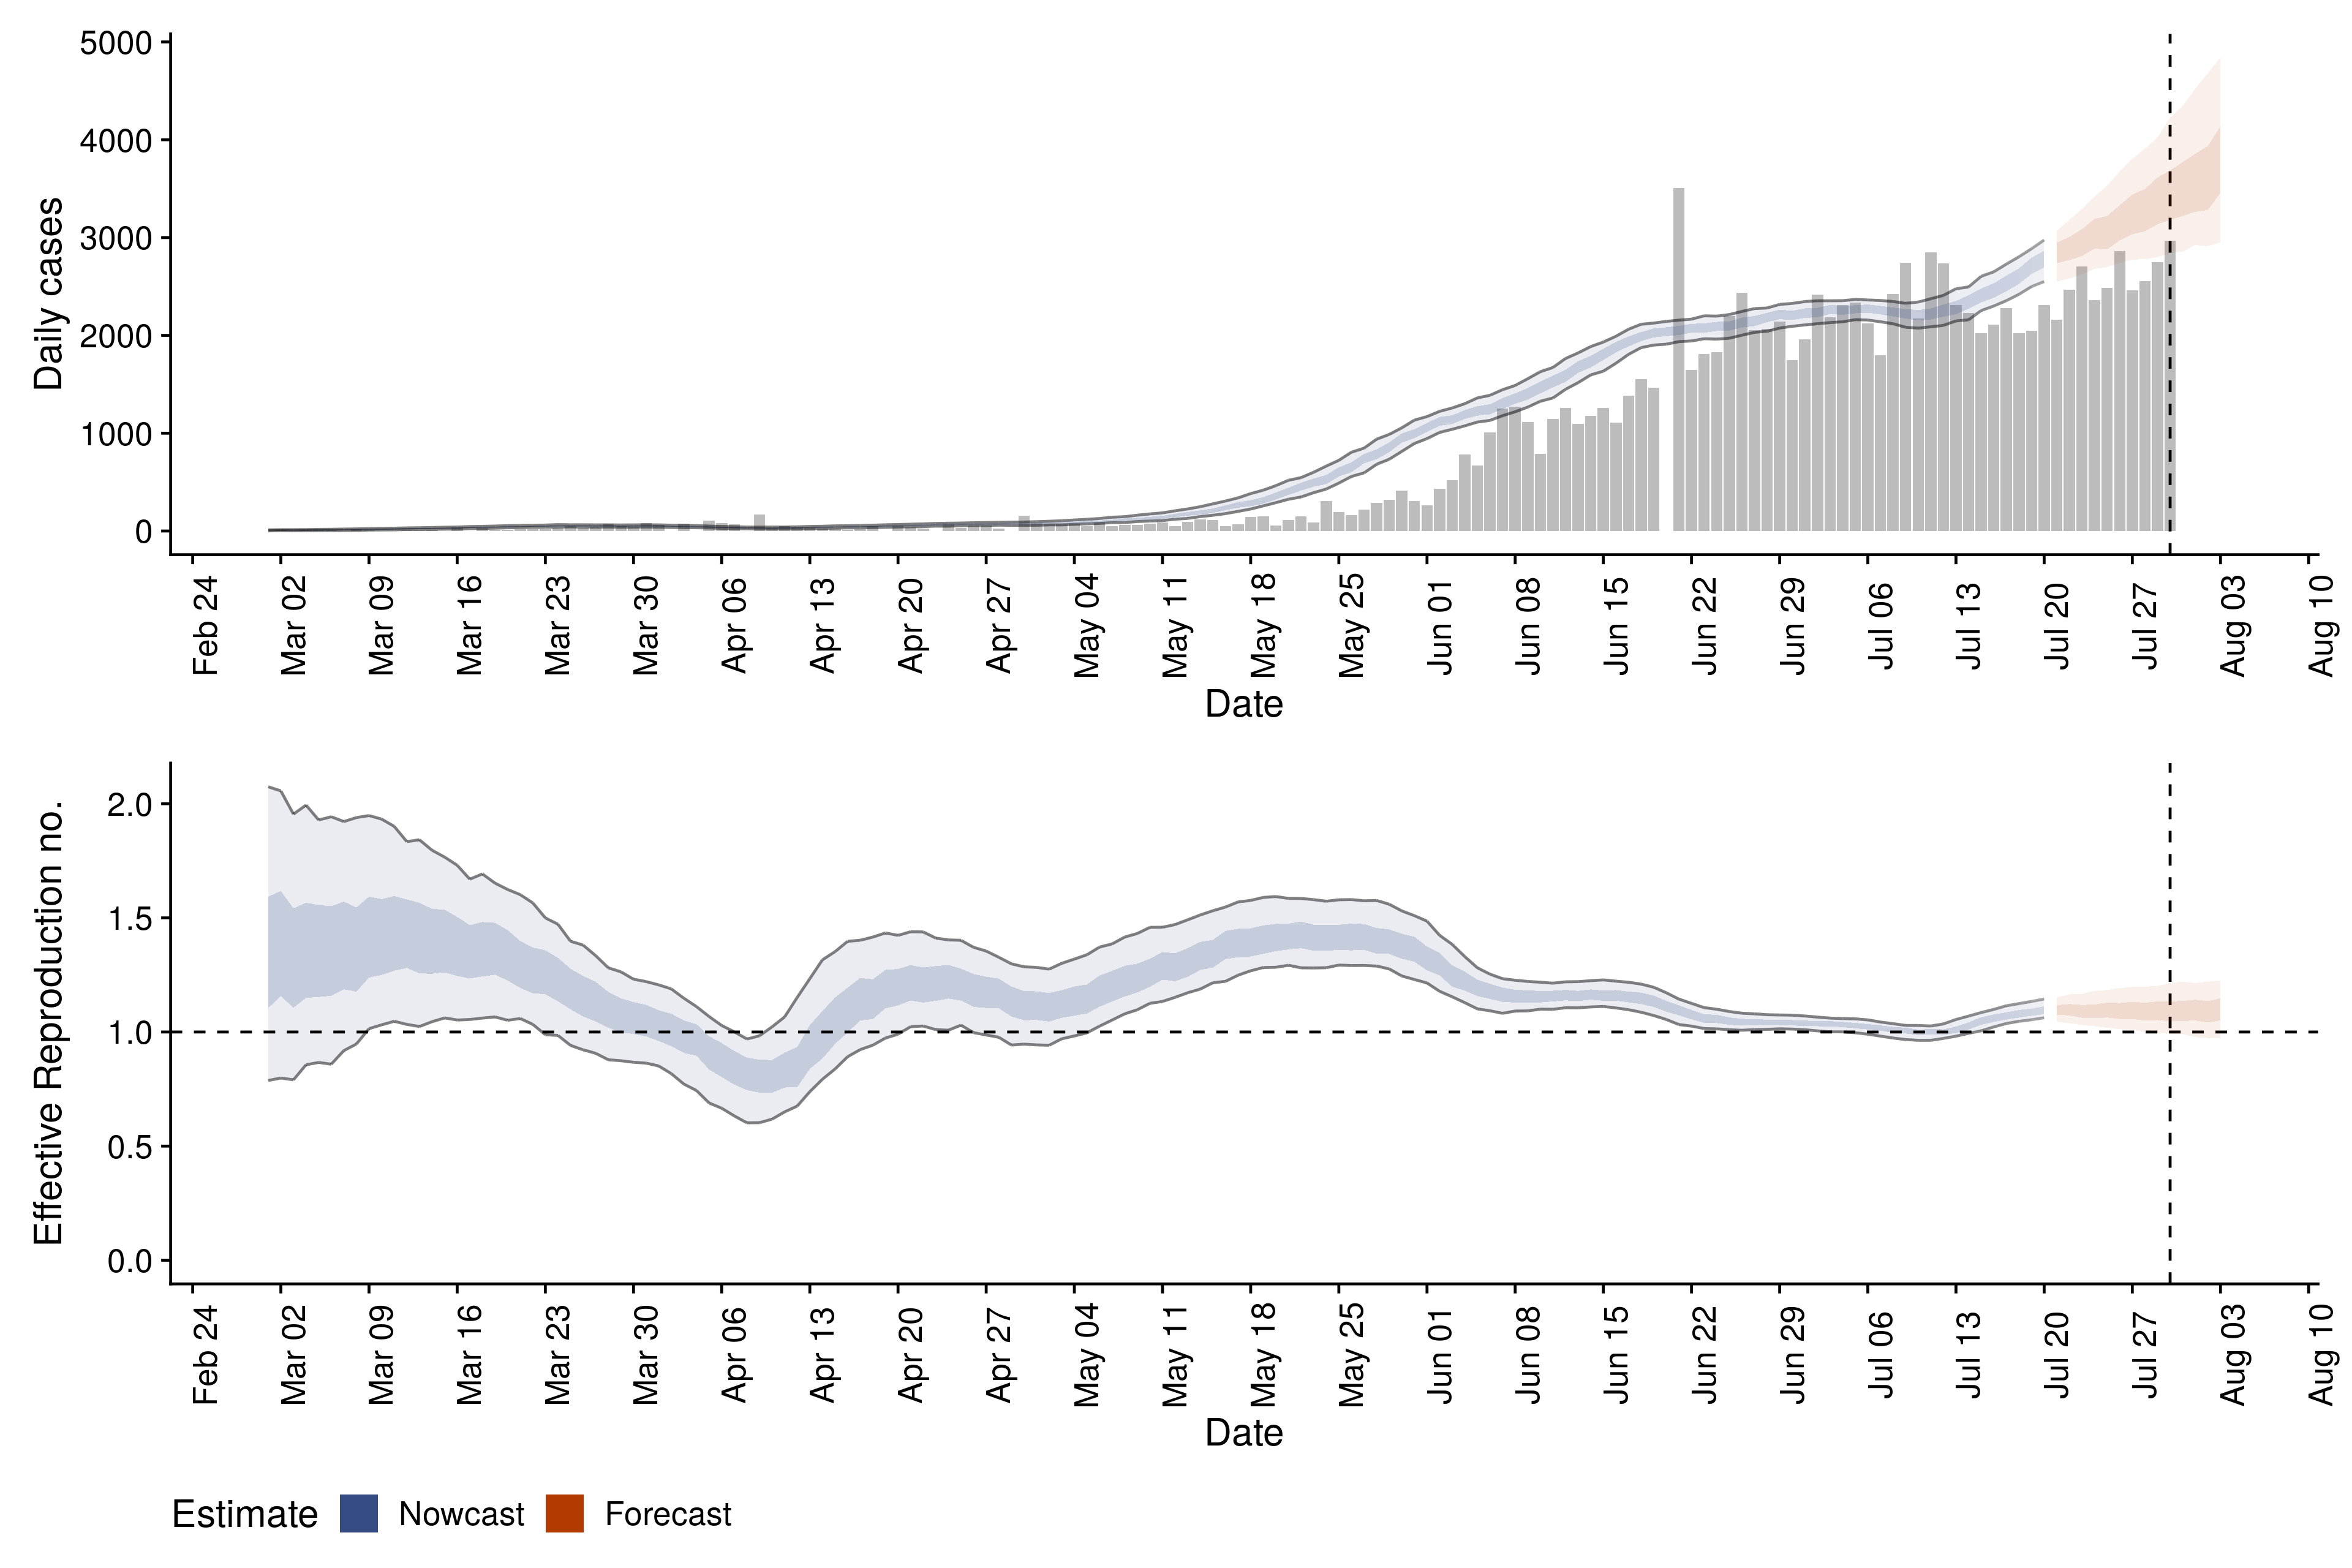 Daily cases
5000
4000
3000
2000
1000
0
Feb 24
Mar 02
Mar 09
Mar 16
Mar 23
Mar 30
Apr 06
Apr 13
Apr 20
Apr 27
May 04
May 11
May 18
May 25
Jun 01
Jun 08
Jun 15
Jun 22
Jun 29
Jul 06
Jul 13
Jul 20
Jul 27
Aug 03
Aug 10
Date
Effective Reproduction no.
2.0
1.5
1.0
0.5
0.0
Feb 24
Mar 02
Mar 09
Mar 16
Mar 23
Mar 30
Apr 06
Apr 13
Apr 20
Apr 27
May 04
May 11
May 18
May 25
Jun 01
Jun 08
Jun 15
Jun 22
Jun 29
Jul 06
Jul 13
Jul 20
Jul 27
Aug 03
Aug 10
Date
Estimate Nowcast Forecast